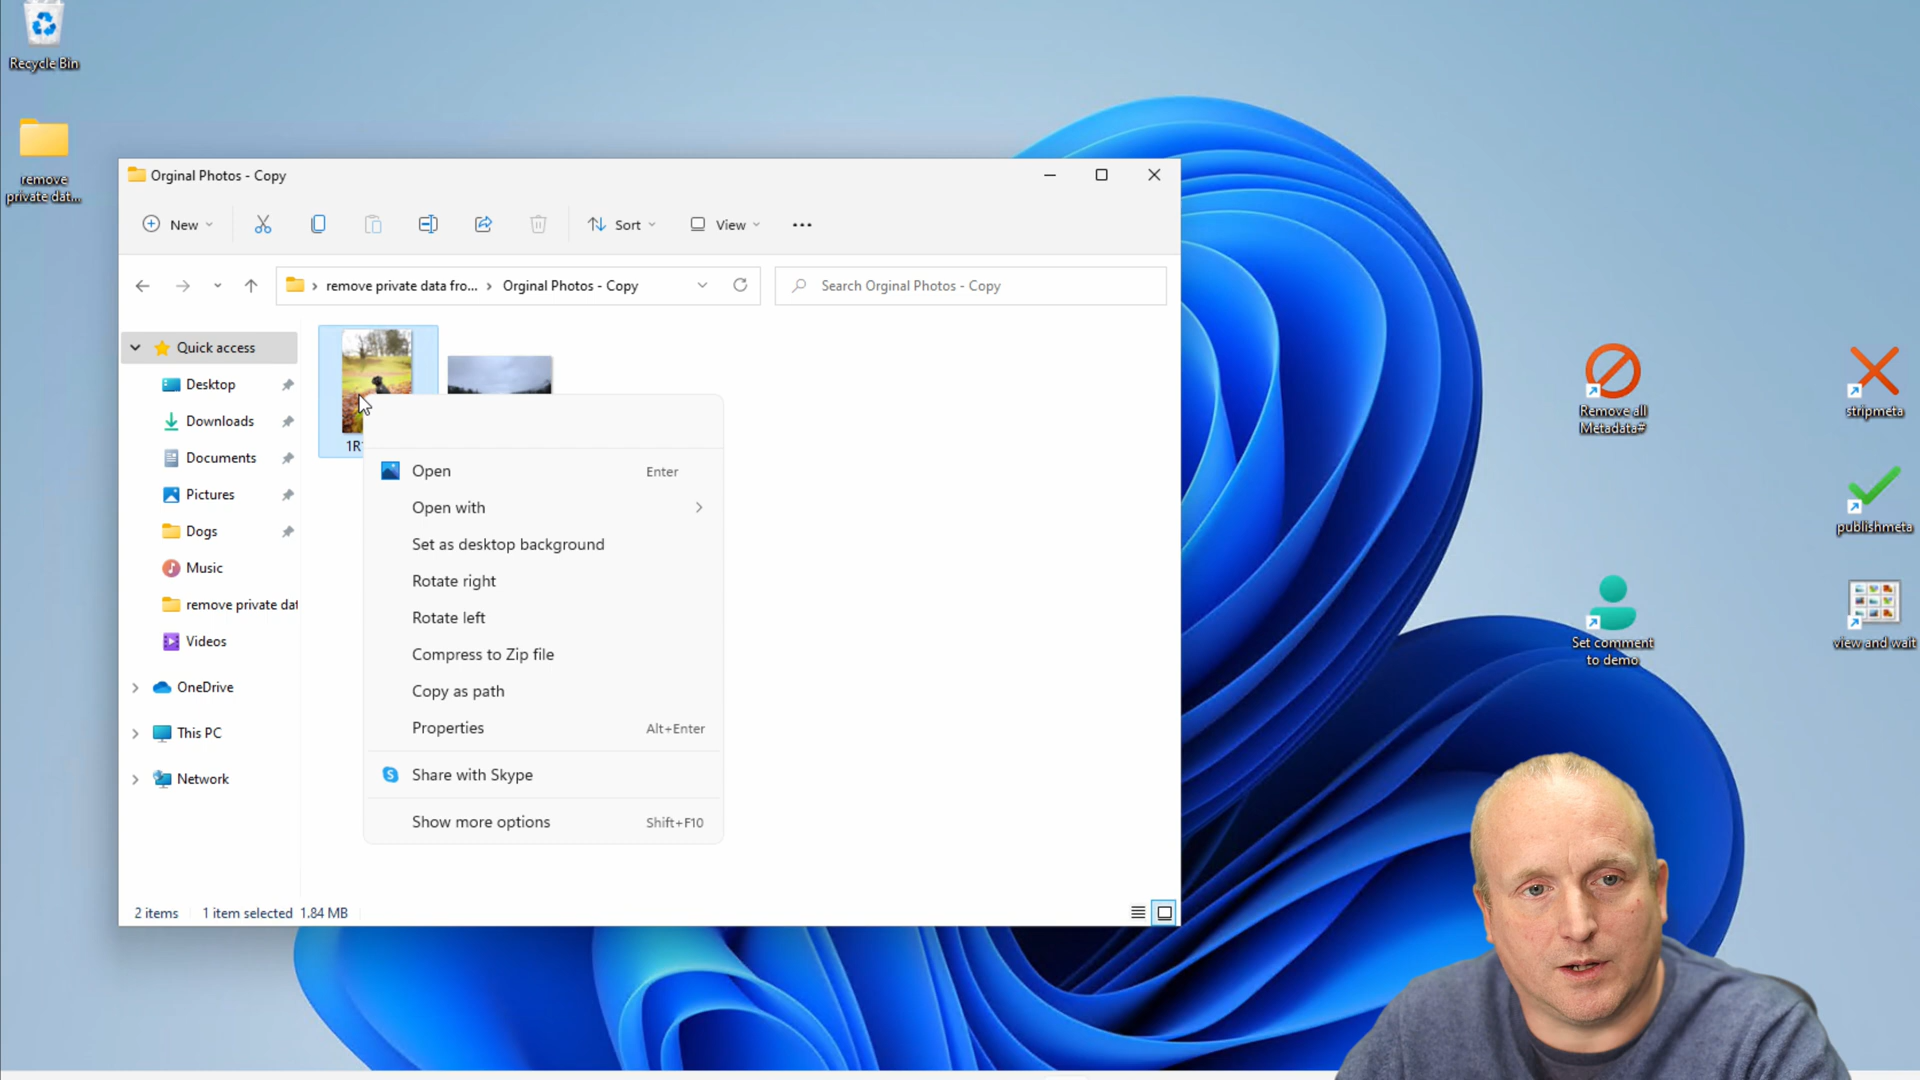 Recycle Bin
remove
private dat...
Orginal Photos - Copy
New
Sort
View
remove private data fro...
Orginal Photos - Copy
Search Orginal Photos - Copy
Quick access
Desktop
Downloads
Documents
Pictures
Dogs
Music
remove private dat
Videos
OneDrive
This PC
Network
1R
Open
Enter
Open with
Set as desktop background
Rotate right
Rotate left
Compress to Zip file
Copy as path
Properties
Alt+Enter
Share with Skype
Show more options
Shift+F10
2 items
1 item selected 1.84 MB
Remove all
Metadata#
stripmeta
publishmeta
Set comment
to demo
view and wait